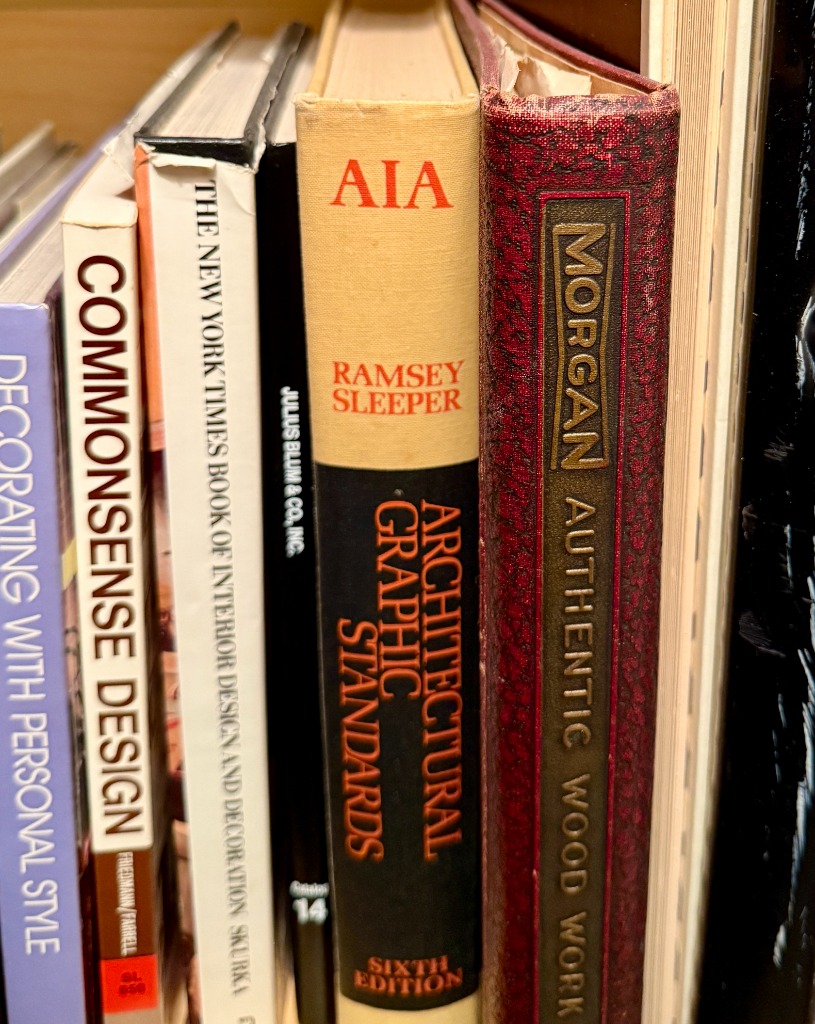 DECORATING WITH PERSONAL STYLE
COMMONSENSE DESIGN
FRIEDMANN/FARRELL
THE NEW YORK TIMES BOOK OF INTERIOR DESIGN AND DECORATION SKURKA
JULIUS BLUM & CO., INC.
Catalog
14
AIA
RAMSEY
SLEEPER
ARCHITECTURAL
GRAPHIC
STANDARDS
SIXTH
EDITION
MORGAN AUTHENTIC WOOD WORK